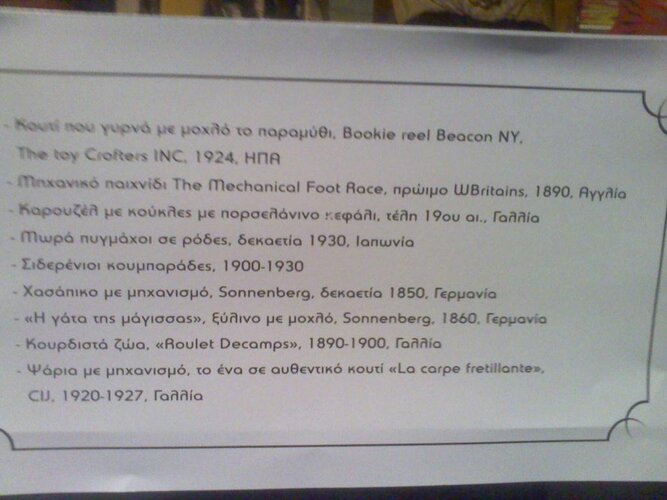 - Κουτί που γυρνά με μοχλό το παραμύθι, Bookie reel Beacon NY,
The toy Crofters INC, 1924, ΗΠΑ
- Μηχανικό παιχνίδι The Mechanical Foot Race, πρώιμο WBritains, 1890, Αγγλία
- Καρουζέλ με κούκλες με πορσελάνινο κεφάλι, τέλη 19ου αι., Γαλλία
- Μωρά πυγμάχοι σε ρόδες, δεκαετία 1930, Ιαπωνία
- Σιδερένιοι κουμπαράδες, 1900-1930
- Χασάπικο με μηχανισμό, Sonnenberg, δεκαετία 1850, Γερμανία
- «Η γάτα της μάγισσας», ξύλινο με μοχλό, Sonnenberg, 1860, Γερμανία
- Κουρδιστά ζώα, «Roulet Decamps», 1890-1900, Γαλλία
- Ψάρια με μηχανισμό, το ένα σε αυθεντικό κουτί «La carpe fretillante»,
CIJ, 1920-1927, Γαλλία